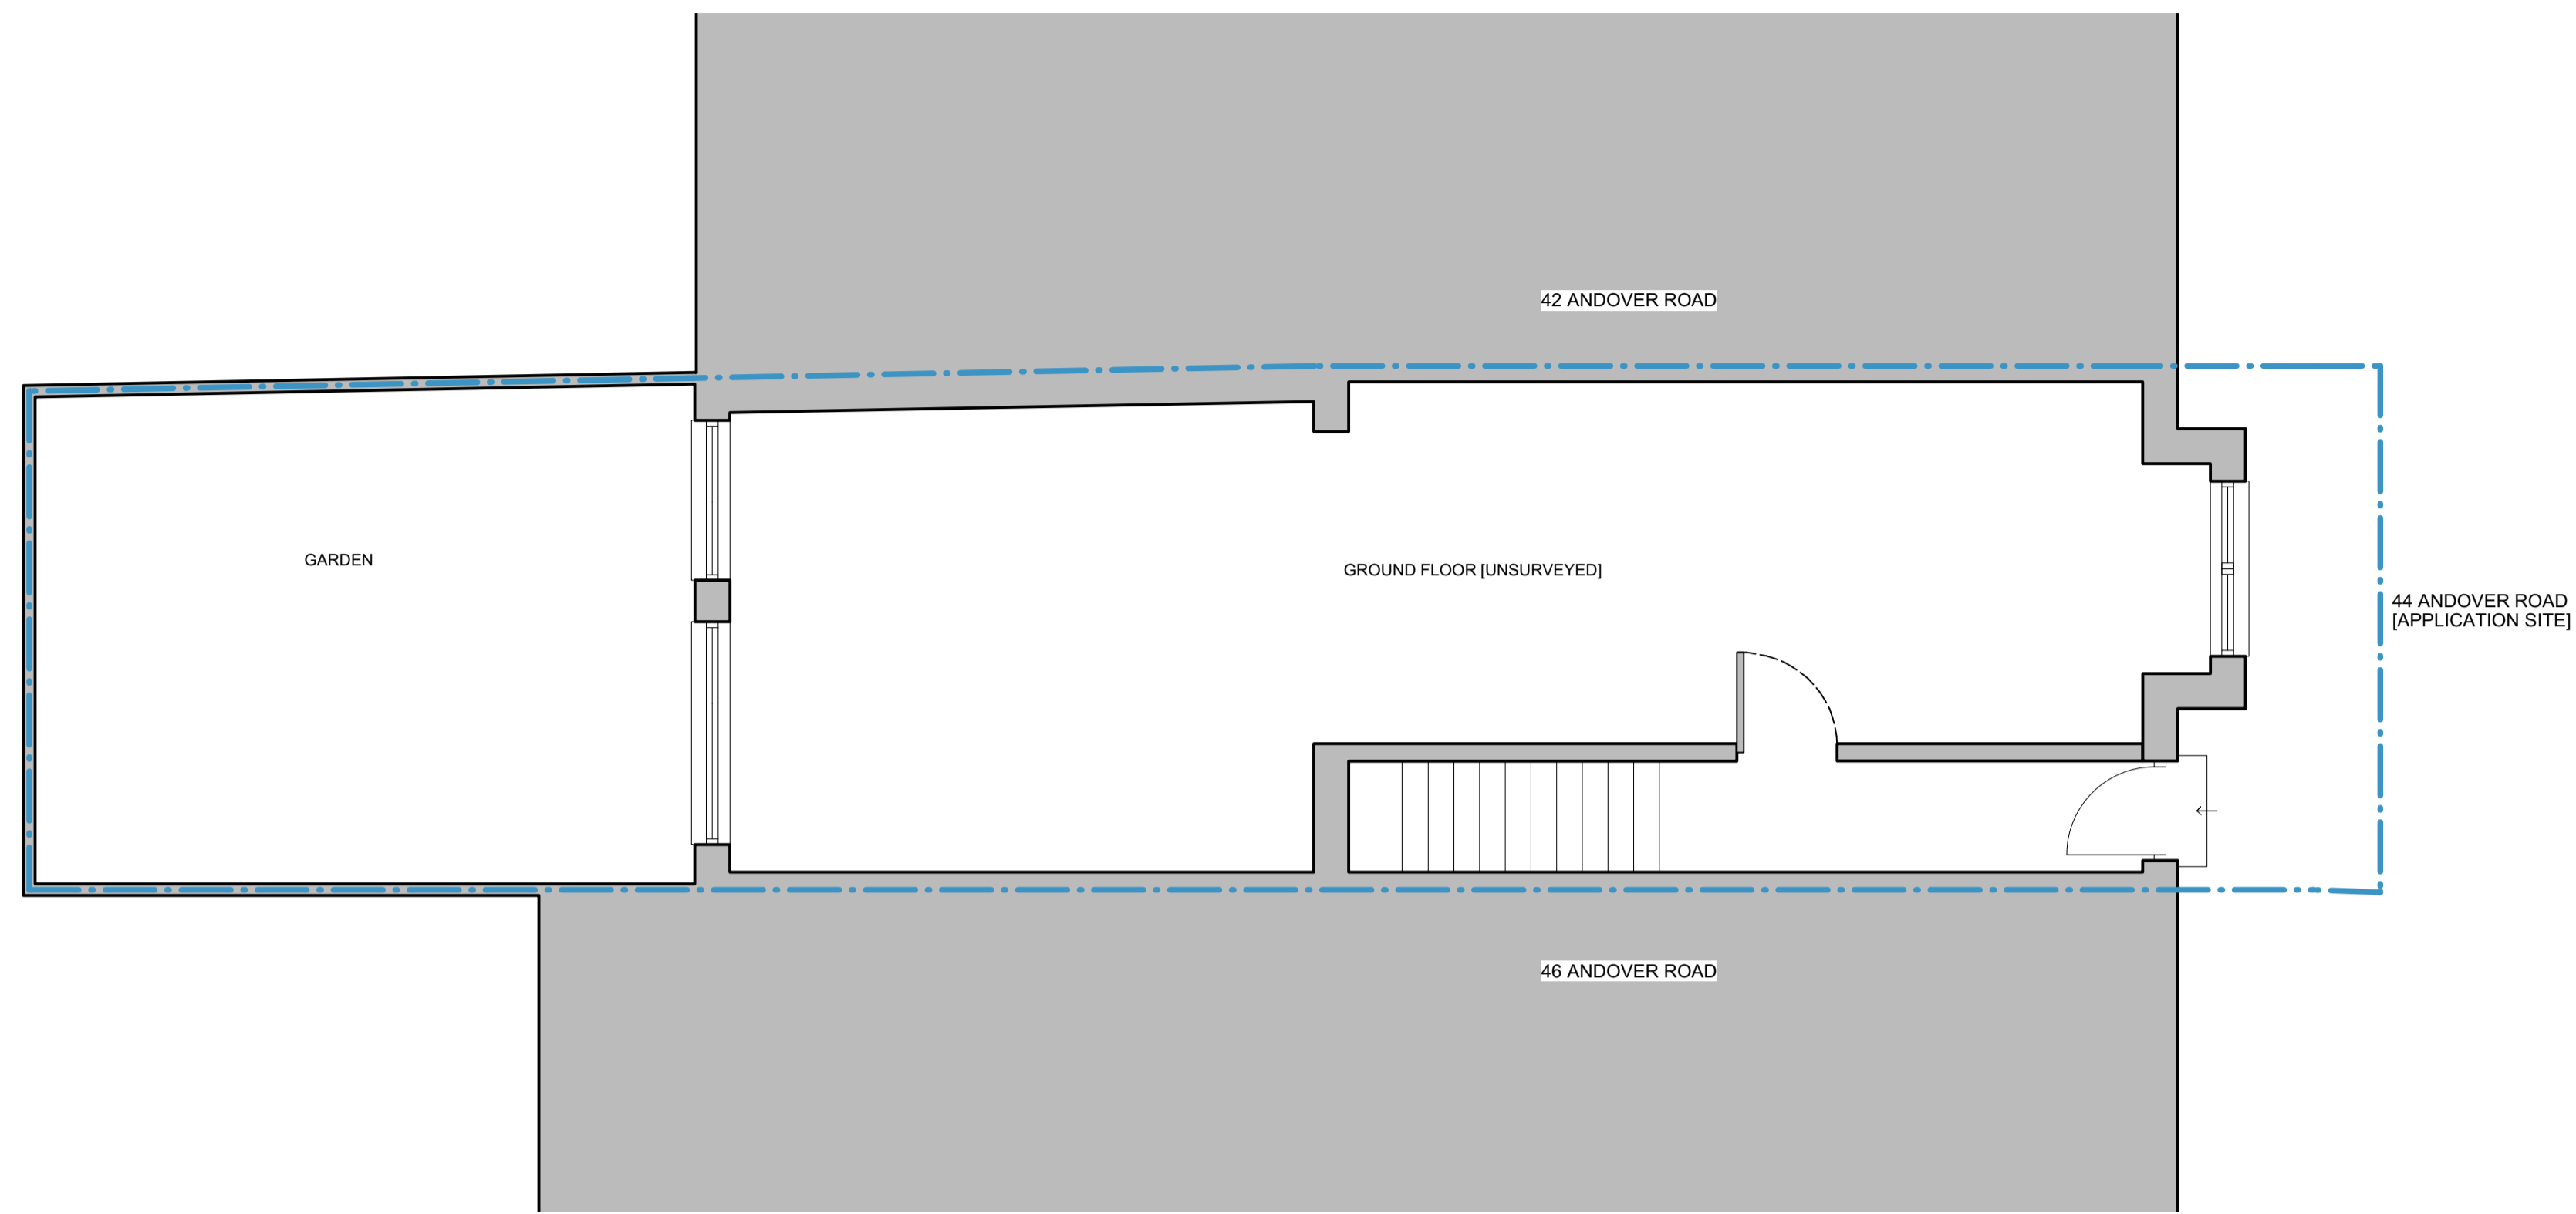 42 ANDOVER ROAD
GARDEN
GROUND FLOOR [UNSURVEYED]
44 ANDOVER ROAD
[APPLICATION SITE]
46 ANDOVER ROAD